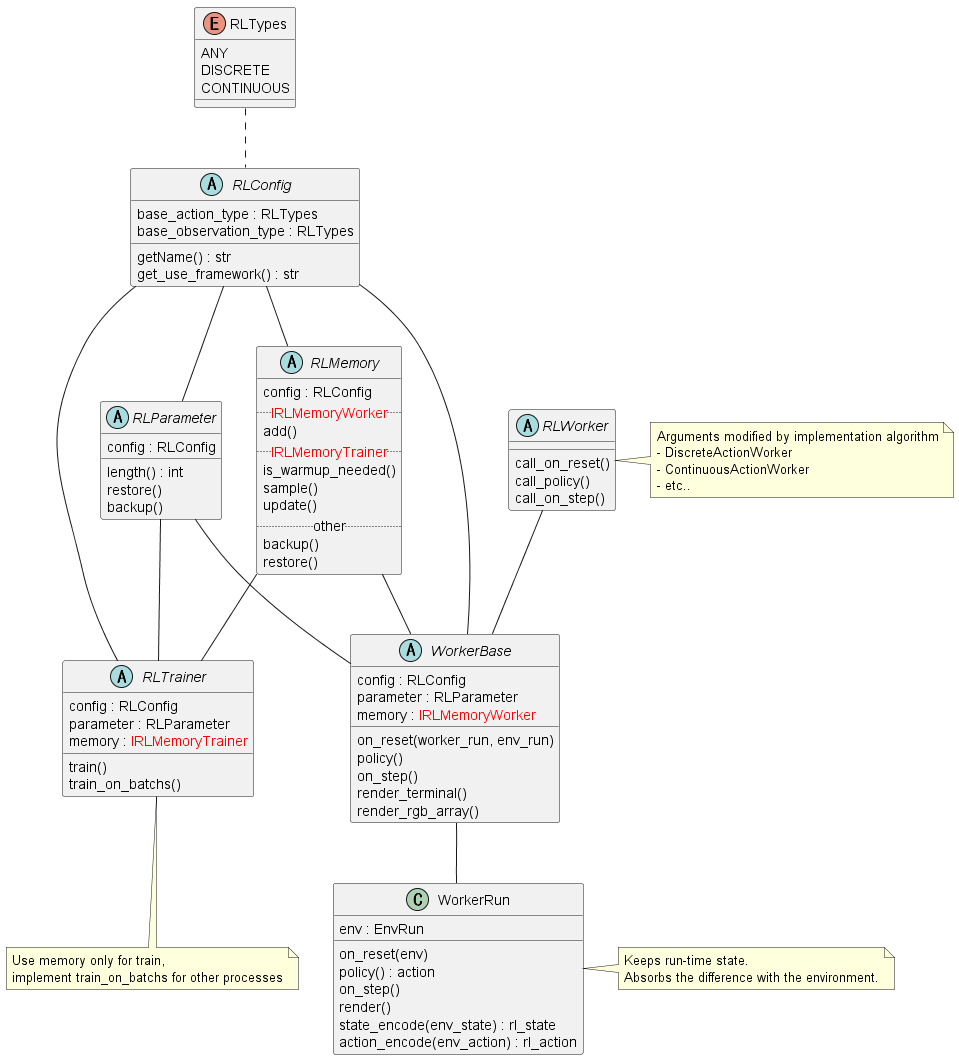 E RLTypes
ANY
DISCRETE
CONTINUOUS
A RLConfig
base_action_type : RLTypes
base_observation_type : RLTypes
getName() : str
get_use_framework() : str
A RLMemory
config : RLConfig
IRLMemoryWorker
add()
IRLMemoryTrainer
is_warmup_needed()
sample()
update()
other
backup()
restore()
A RLParameter
config : RLConfig
length() : int
restore()
backup()
A RLWorker
call_on_reset()
call_policy()
call_on_step()
Arguments modified by implementation algorithm
- DiscreteActionWorker
- ContinuousActionWorker
- etc..
A RLTrainer
config : RLConfig
parameter : RLParameter
memory : IRLMemoryTrainer
train()
train_on_batchs()
A WorkerBase
config : RLConfig
parameter : RLParameter
memory : IRLMemoryWorker
on_reset(worker_run, env_run)
policy()
on_step()
render_terminal()
render_rgb_array()
Use memory only for train,
implement train_on_batchs for other processes
C WorkerRun
env : EnvRun
on_reset(env)
policy() : action
on_step()
render()
state_encode(env_state) : rl_state
action_encode(env_action) : rl_action
Keeps run-time state.
Absorbs the difference with the environment.